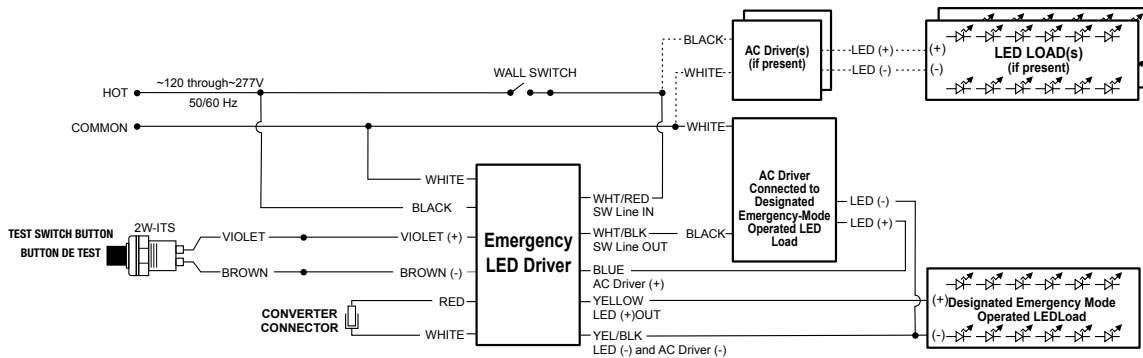 ~120 through~277V
50/60 Hz
HOT
COMMON
WALL SWITCH
BLACK
WHITE
AC Driver(s)
(if present)
LED (+)
LED (-)
(+)
(-)
LED LOAD(s)
(if present)
WHITE
AC Driver
Connected to
Designated
Emergency-Mode
Operated LED
Load
LED (-)
LED (+)
WHITE
BLACK
TEST SWITCH BUTTON
BUTTON DE TEST
2W-ITS
VIOLET
BROWN
VIOLET (+)
BROWN (-)
CONVERTER
CONNECTOR
RED
WHITE
Emergency
LED Driver
WHT/RED
SW Line IN
WHT/BLK
SW Line OUT
BLACK
BLUE
AC Driver (+)
YELLOW
LED (+)OUT
YEL/BLK
LED (-) and AC Driver (-)
(+)
(-)
Designated Emergency Mode
Operated LEDLoad